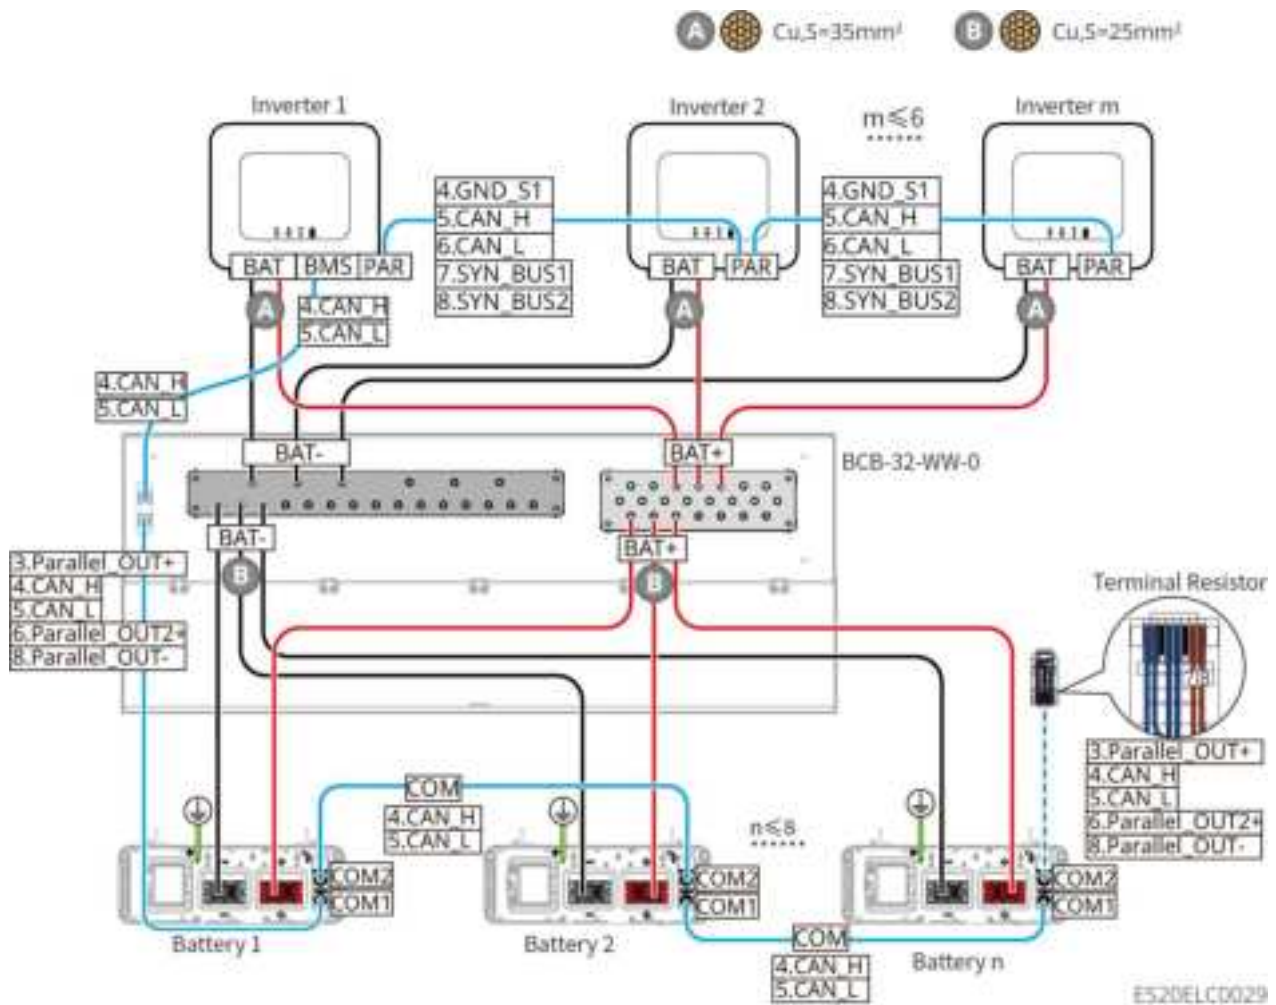 A Cu,S=35mm² B Cu,S=25mm²
Inverter 1 Inverter 2 m≤6 Inverter m
4.GND_S1 4.GND_S1
5.CAN_H 5.CAN_H
6.CAN_L 6.CAN_L
7.SYN_BUS1 7.SYN_BUS1
8.SYN_BUS2 8.SYN_BUS2
BAT BMS PAR BAT PAR BAT PAR
A A A
4.CAN_H
5.CAN_L
4.CAN_H
5.CAN_L
BAT- BAT+ BCB-32-WW-0
BAT- BAT+
B B
3.Parallel_OUT+
4.CAN_H
5.CAN_L
6.Parallel_OUT2+
8.Parallel_OUT-
Terminal Resistor
78
3.Parallel_OUT+
4.CAN_H
5.CAN_L
6.Parallel_OUT2+
8.Parallel_OUT-
COM
4.CAN_H
5.CAN_L
n≤8
COM2 COM2 COM2
COM1 COM1 COM1
Battery 1 Battery 2 Battery n
COM
4.CAN_H
5.CAN_L
ES20ELC0029